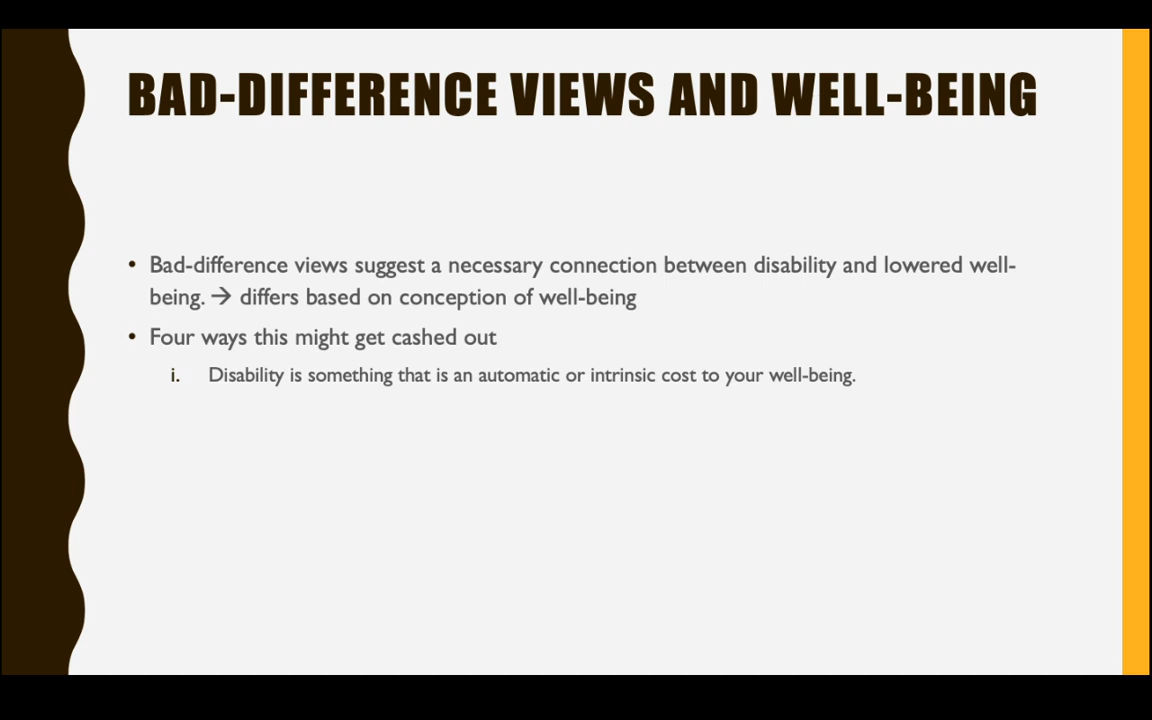 BAD-DIFFERENCE VIEWS AND WELL-BEING
• Bad-difference views suggest a necessary connection between disability and lowered well-
being. → differs based on conception of well-being
• Four ways this might get cashed out
i. Disability is something that is an automatic or intrinsic cost to your well-being.